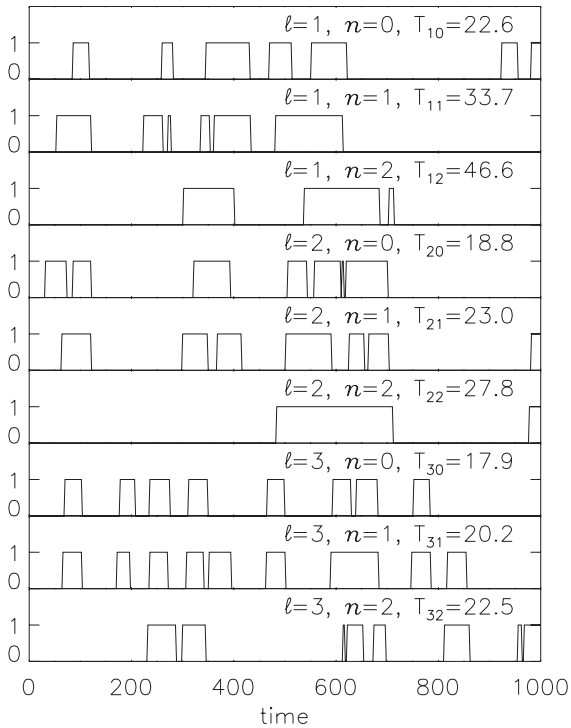 ℓ=1, n=0, T₁₀=22.6
1
0
ℓ=1, n=1, T₁₁=33.7
1
0
ℓ=1, n=2, T₁₂=46.6
1
0
ℓ=2, n=0, T₂₀=18.8
1
0
ℓ=2, n=1, T₂₁=23.0
1
0
ℓ=2, n=2, T₂₂=27.8
1
0
ℓ=3, n=0, T₃₀=17.9
1
0
ℓ=3, n=1, T₃₁=20.2
1
0
ℓ=3, n=2, T₃₂=22.5
1
0
0 200 400 600 800 1000
time